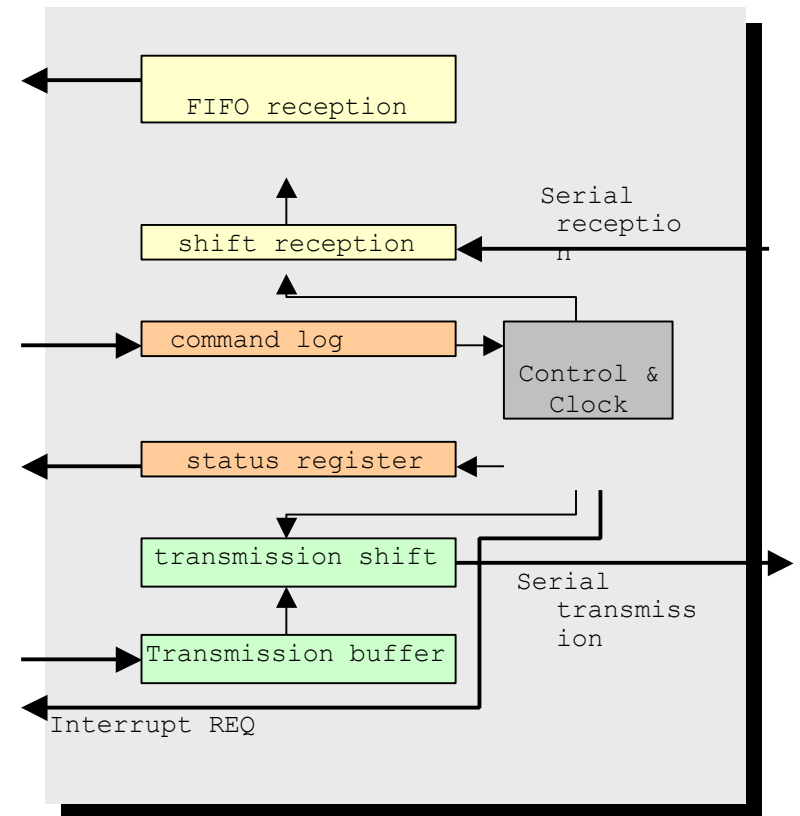 FIFO reception
Serial
receptio
n
shift reception
command log
Control &
Clock
status register
transmission shift
Serial
transmiss
ion
Transmission buffer
Interrupt REQ